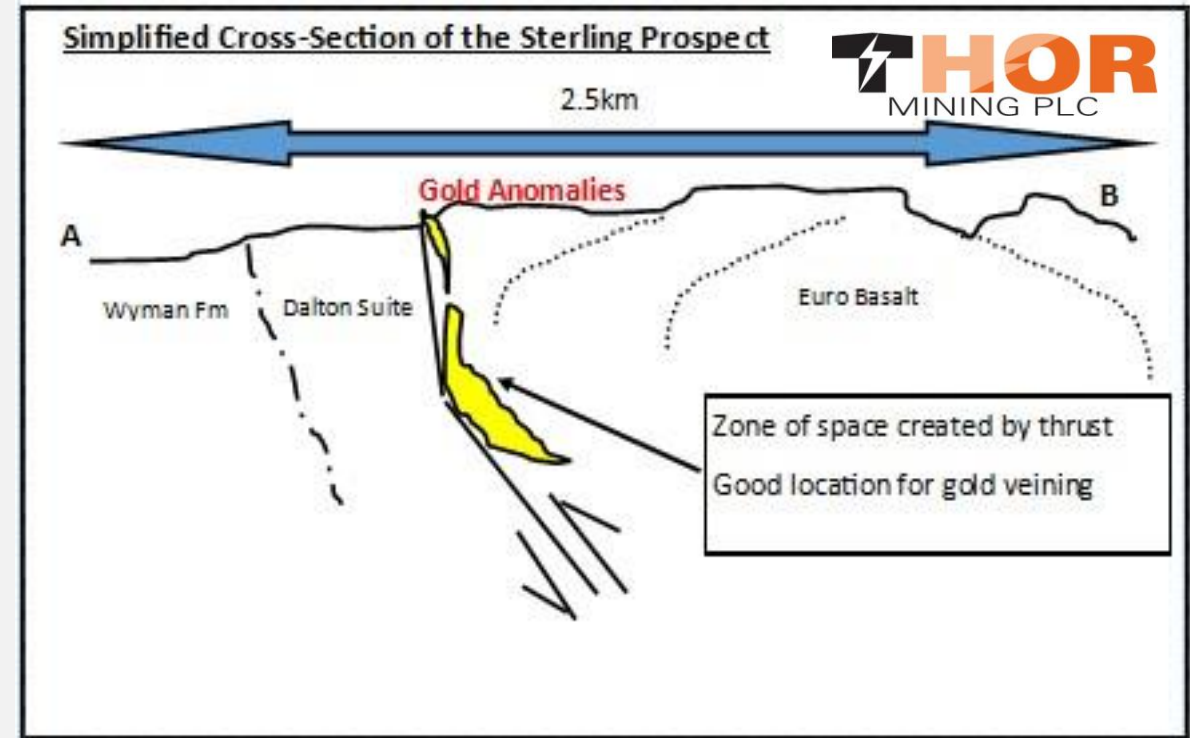 Simplified Cross-Section of the Sterling Prospect
THOR
MINING PLC
2.5km
Gold Anomalies
A
B
Wyman Fm
Dalton Suite
Euro Basalt
Zone of space created by thrust
Good location for gold veining